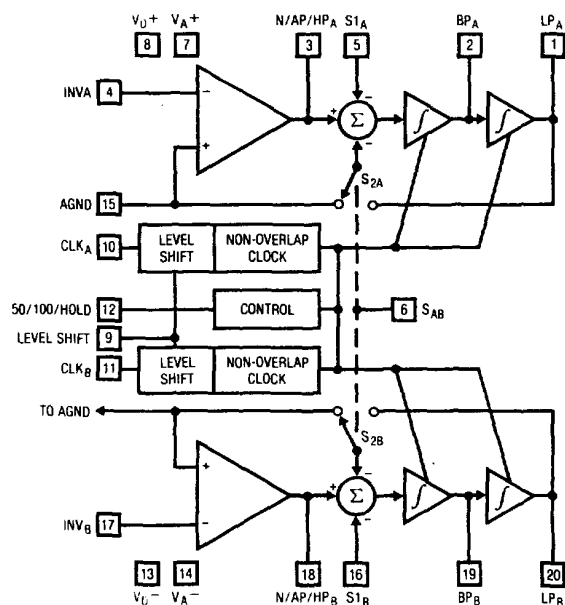 V_D+ V_A+ N/AP/HP_A S1_A BP_A LP_A
8 7 3 5 2 1
INVA 4 − + Σ − ∫ ∫
+ −
S_2A
AGND 15
CLK_A 10 LEVEL SHIFT NON-OVERLAP CLOCK
50/100/HOLD 12 CONTROL 6 S_AB
LEVEL SHIFT 9
CLK_B 11 LEVEL SHIFT NON-OVERLAP CLOCK
TO AGND
S_2B
+ −
INV_B 17 − + Σ − ∫ ∫
13 14 18 16 19 20
V_D− V_A− N/AP/HP_B S1_B BP_B LP_B